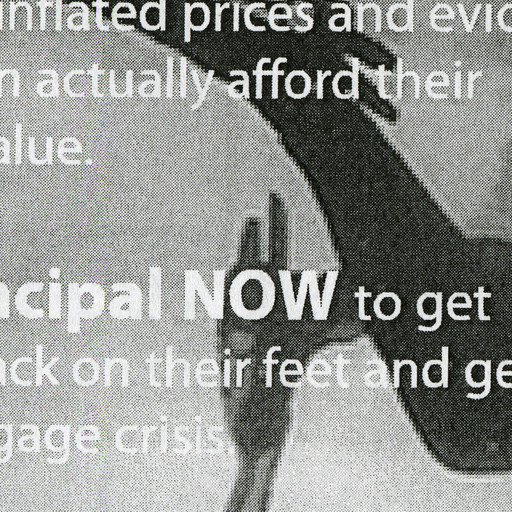 inflated prices and evic
n actually afford their
alue.
ncipal NOW to get
ack on their feet and ge
gage crisis.